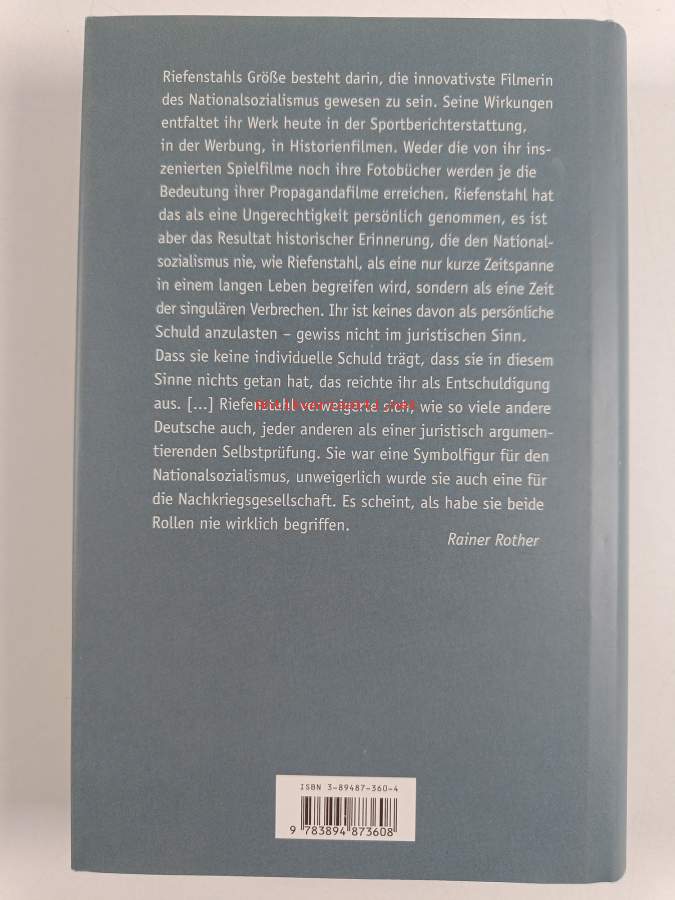 Riefenstahls Größe besteht darin, die innovativste Filmerin
des Nationalsozialismus gewesen zu sein. Seine Wirkungen
entfaltet ihr Werk heute in der Sportberichterstattung,
in der Werbung, in Historienfilmen. Weder die von ihr ins-
zenierten Spielfilme noch ihre Fotobücher werden je die
Bedeutung ihrer Propagandafilme erreichen. Riefenstahl hat
das als eine Ungerechtigkeit persönlich genommen, es ist
aber das Resultat historischer Erinnerung, die den National-
sozialismus nie, wie Riefenstahl, als eine nur kurze Zeitspanne
in einem langen Leben begreifen wird, sondern als eine Zeit
der singulären Verbrechen. Ihr ist keines davon als persönliche
Schuld anzulasten – gewiss nicht im juristischen Sinn.
Dass sie keine individuelle Schuld trägt, dass sie in diesem
Sinne nichts getan hat, das reichte ihr als Entschuldigung
aus. [...] Riefenstahl verweigerte sich, wie so viele andere
Deutsche auch, jeder anderen als einer juristisch argumen-
tierenden Selbstprüfung. Sie war eine Symbolfigur für den
Nationalsozialismus, unweigerlich wurde sie auch eine für
die Nachkriegsgesellschaft. Es scheint, als habe sie beide
Rollen nie wirklich begriffen.
Rainer Rother
ISBN 3-89487-360-4
9 783894 873608